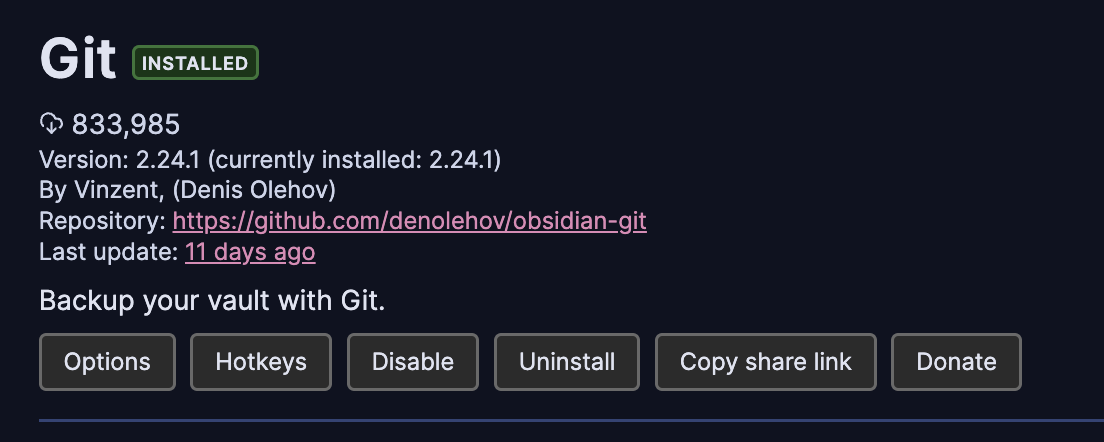 Git INSTALLED
833,985
Version: 2.24.1 (currently installed: 2.24.1)
By Vinzent, (Denis Olehov)
Repository: https://github.com/denolehov/obsidian-git
Last update: 11 days ago
Backup your vault with Git.
Options Hotkeys Disable Uninstall Copy share link Donate